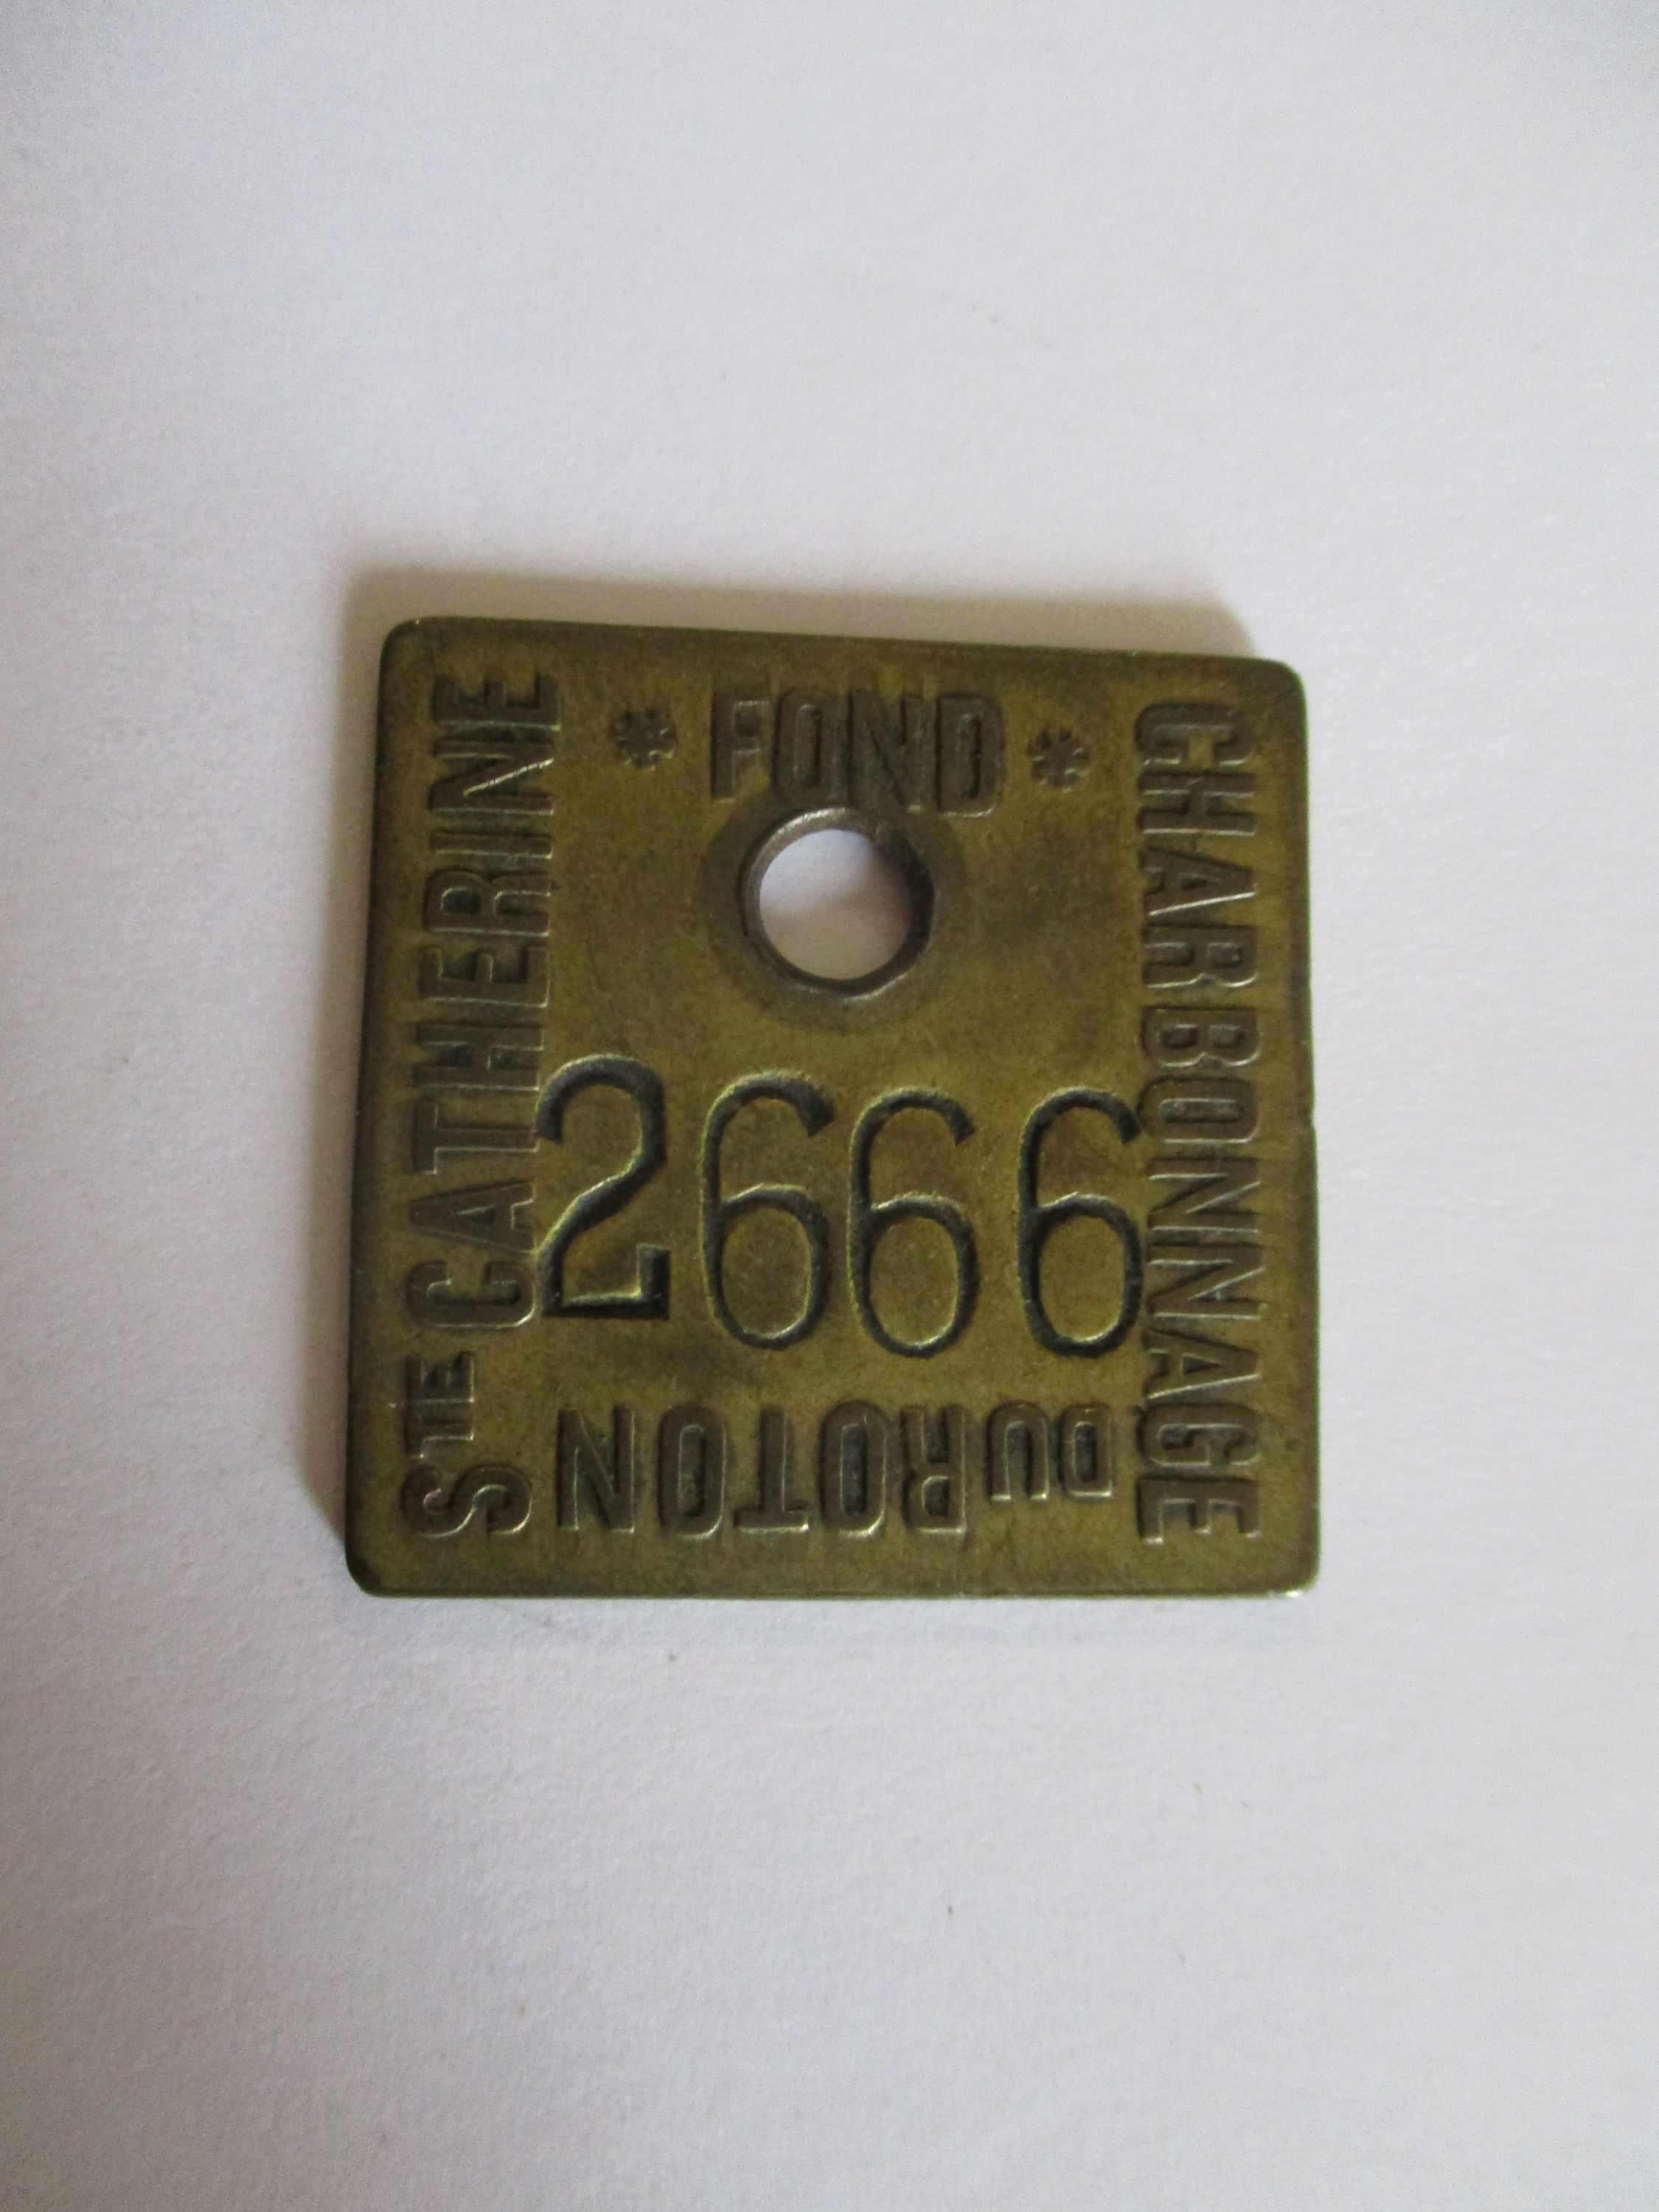 * FOND *
CHARBONNAGE
DU ROTON
STE CATHERINE
2666